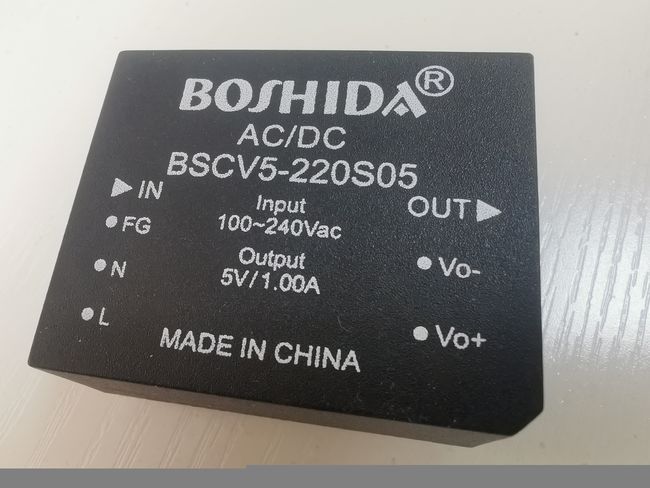 BOSHIDA®
AC/DC
BSCV5-220S05
IN
FG
N
L
Input
100~240Vac
Output
5V/1.00A
OUT
Vo-
Vo+
MADE IN CHINA